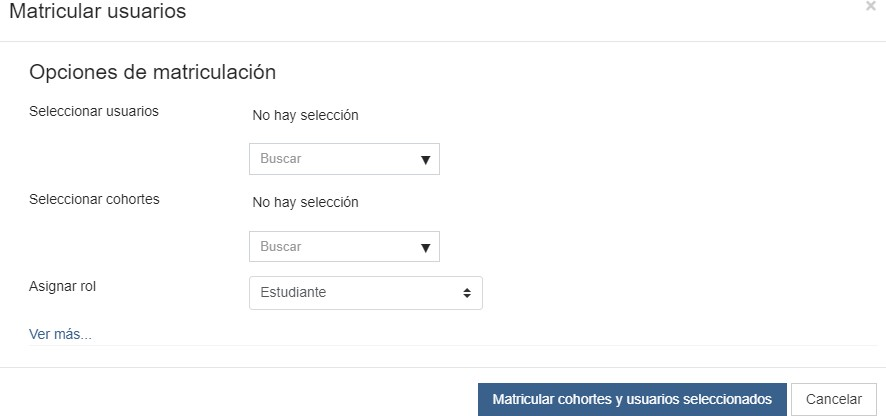 Matricular usuarios
×
Opciones de matriculación
Seleccionar usuarios
No hay selección
Buscar ▼
Seleccionar cohortes
No hay selección
Buscar ▼
Asignar rol
Estudiante
Ver más...
Matricular cohortes y usuarios seleccionados
Cancelar